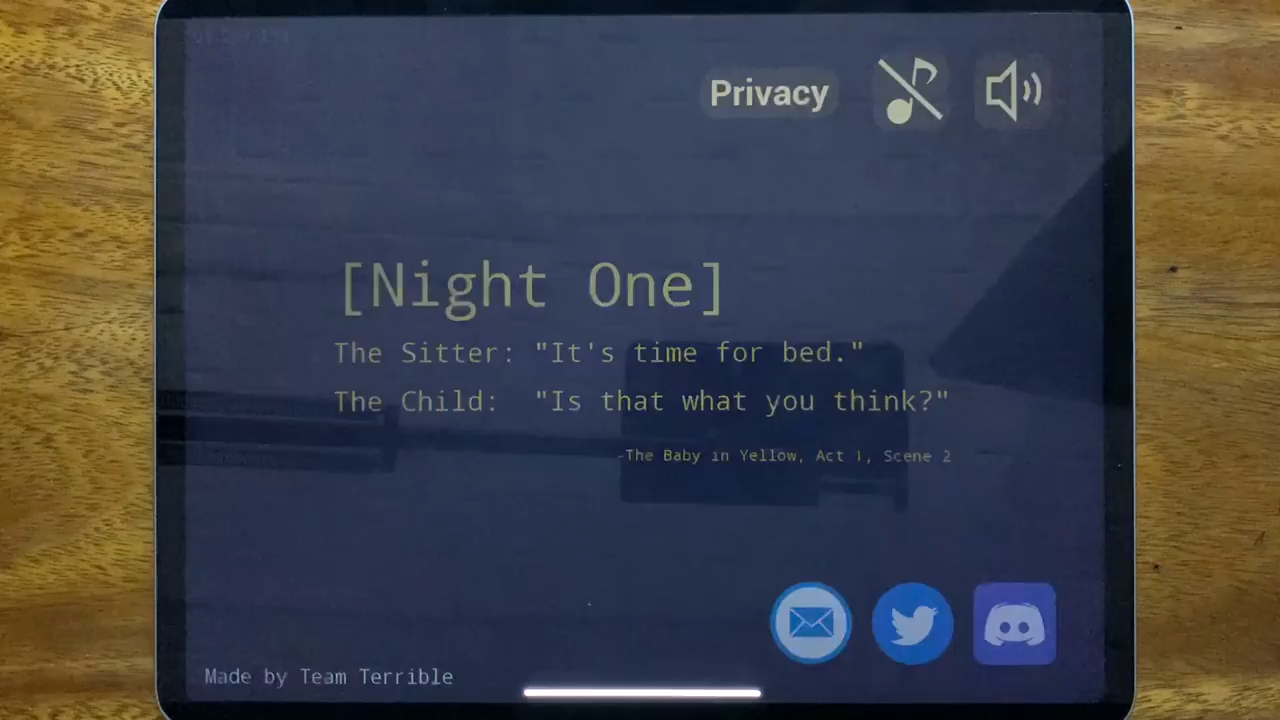 Privacy
[Night One]
The Sitter: "It's time for bed."
The Child: "Is that what you think?"
-The Baby in Yellow, Act 1, Scene 2
Made by Team Terrible